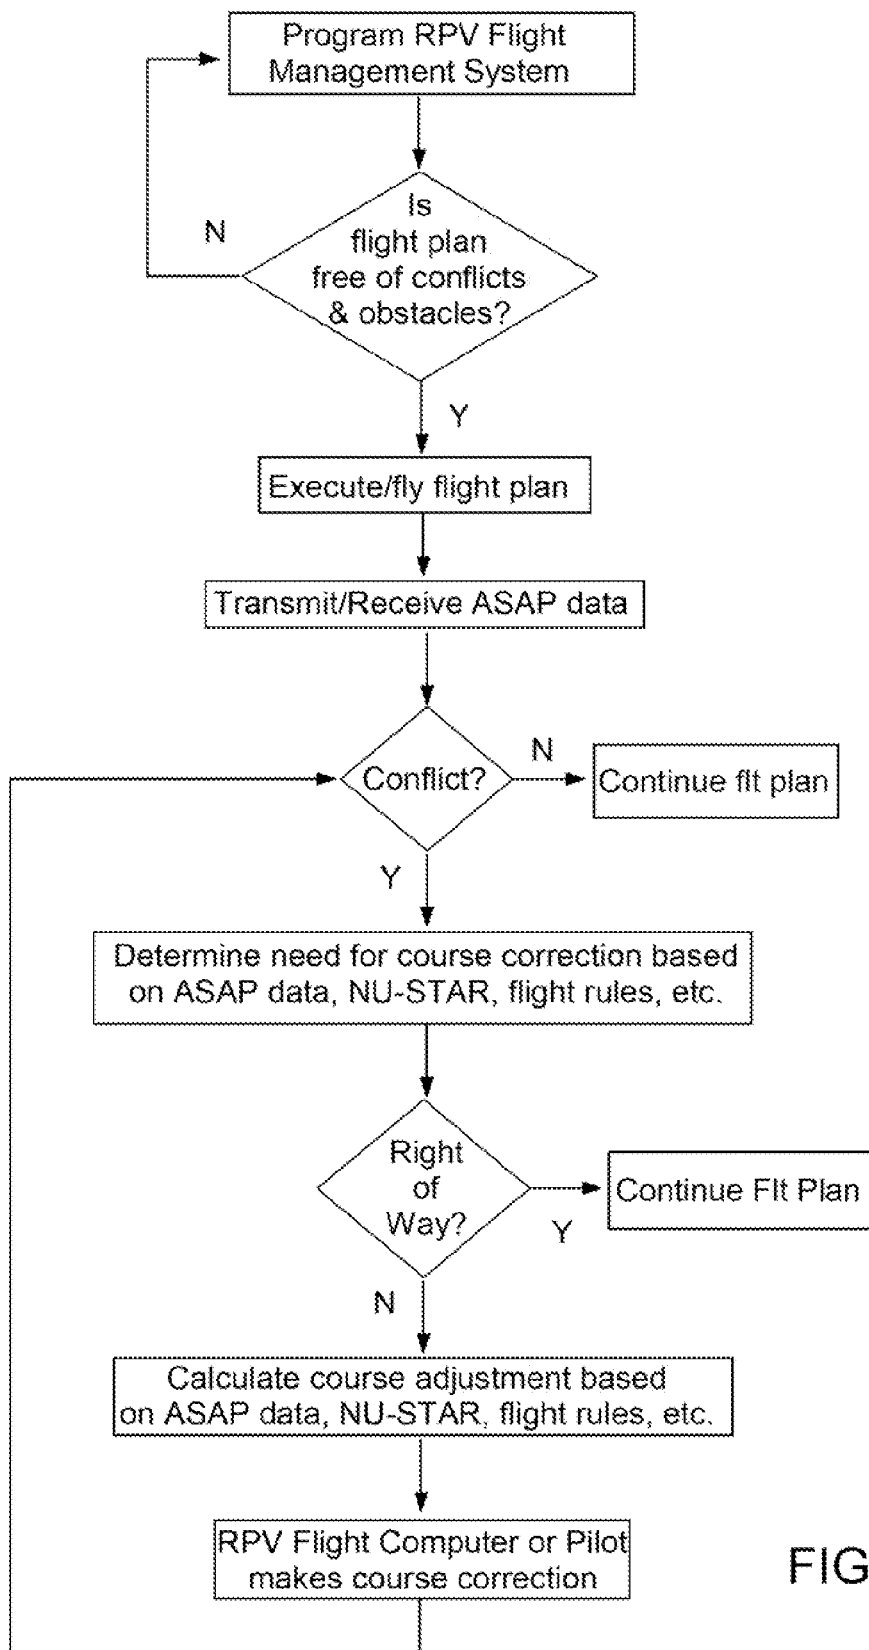 Program RPV Flight
Management System
Is
flight plan
free of conflicts
& obstacles?
N
Y
Execute/fly flight plan
Transmit/Receive ASAP data
Conflict?
N
Continue flt plan
Y
Determine need for course correction based
on ASAP data, NU-STAR, flight rules, etc.
Right
of
Way?
Y
Continue Flt Plan
N
Calculate course adjustment based
on ASAP data, NU-STAR, flight rules, etc.
RPV Flight Computer or Pilot
makes course correction
FIG